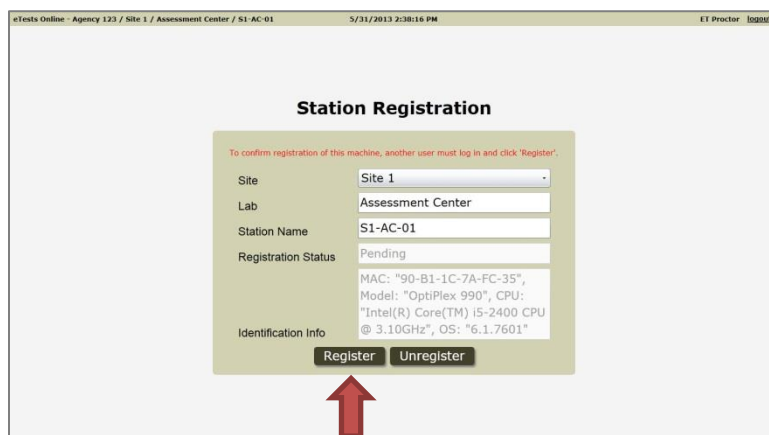 eTests Online - Agency 123 / Site 1 / Assessment Center / S1-AC-01 5/31/2013 2:38:16 PM ET Proctor logout
Station Registration
To confirm registration of this machine, another user must log in and click 'Register'.
Site Site 1
Lab Assessment Center
Station Name S1-AC-01
Registration Status Pending
MAC: "90-B1-1C-7A-FC-35",
Model: "OptiPlex 990", CPU:
"Intel(R) Core(TM) i5-2400 CPU
Identification Info @ 3.10GHz", OS: "6.1.7601"
Register Unregister